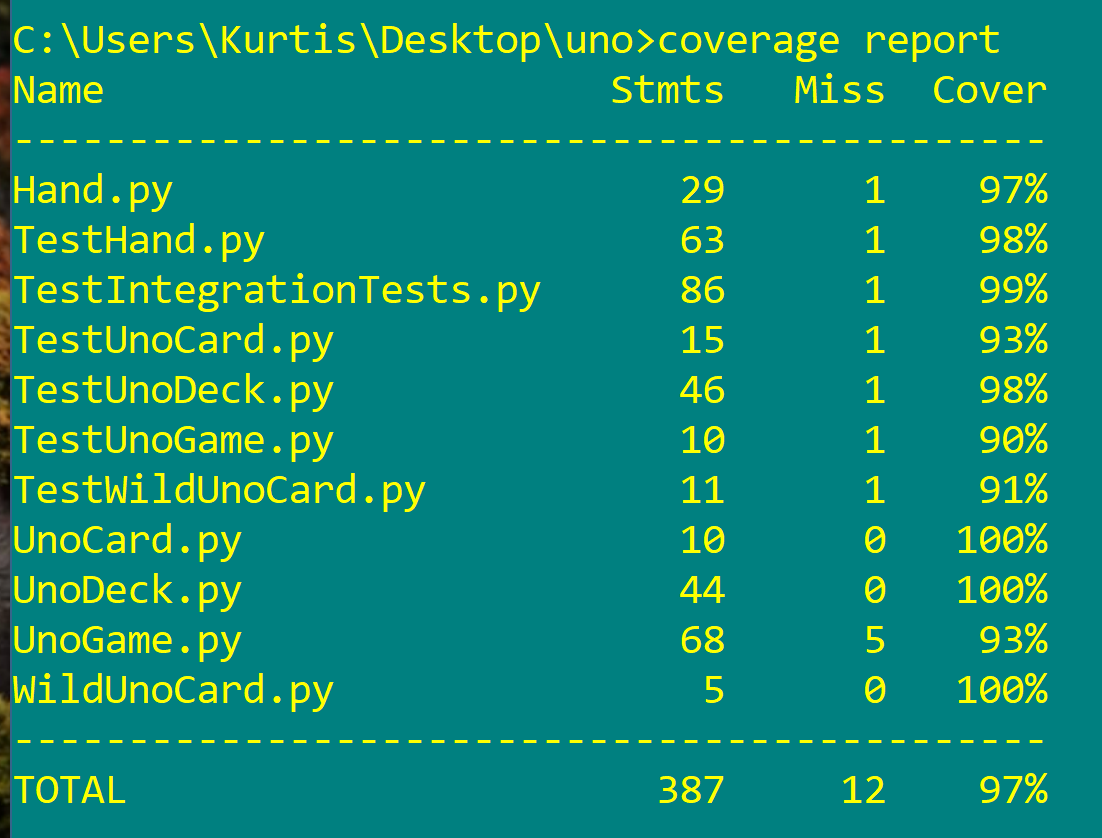 C:\Users\Kurtis\Desktop\uno>coverage report
Name Stmts Miss Cover
---------------------------------------------
Hand.py 29 1 97%
TestHand.py 63 1 98%
TestIntegrationTests.py 86 1 99%
TestUnoCard.py 15 1 93%
TestUnoDeck.py 46 1 98%
TestUnoGame.py 10 1 90%
TestWildUnoCard.py 11 1 91%
UnoCard.py 10 0 100%
UnoDeck.py 44 0 100%
UnoGame.py 68 5 93%
WildUnoCard.py 5 0 100%
---------------------------------------------
TOTAL 387 12 97%